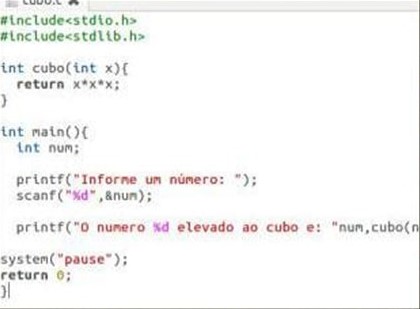 cubo.c ✖
#include<stdio.h>
#include<stdlib.h>
int cubo(int x){
return x*x*x;
}
int main(){
int num;
printf("Informe um número: ");
scanf("%d",&num);
printf("O numero %d elevado ao cubo e: "num,cubo(n
system("pause");
return 0;
}